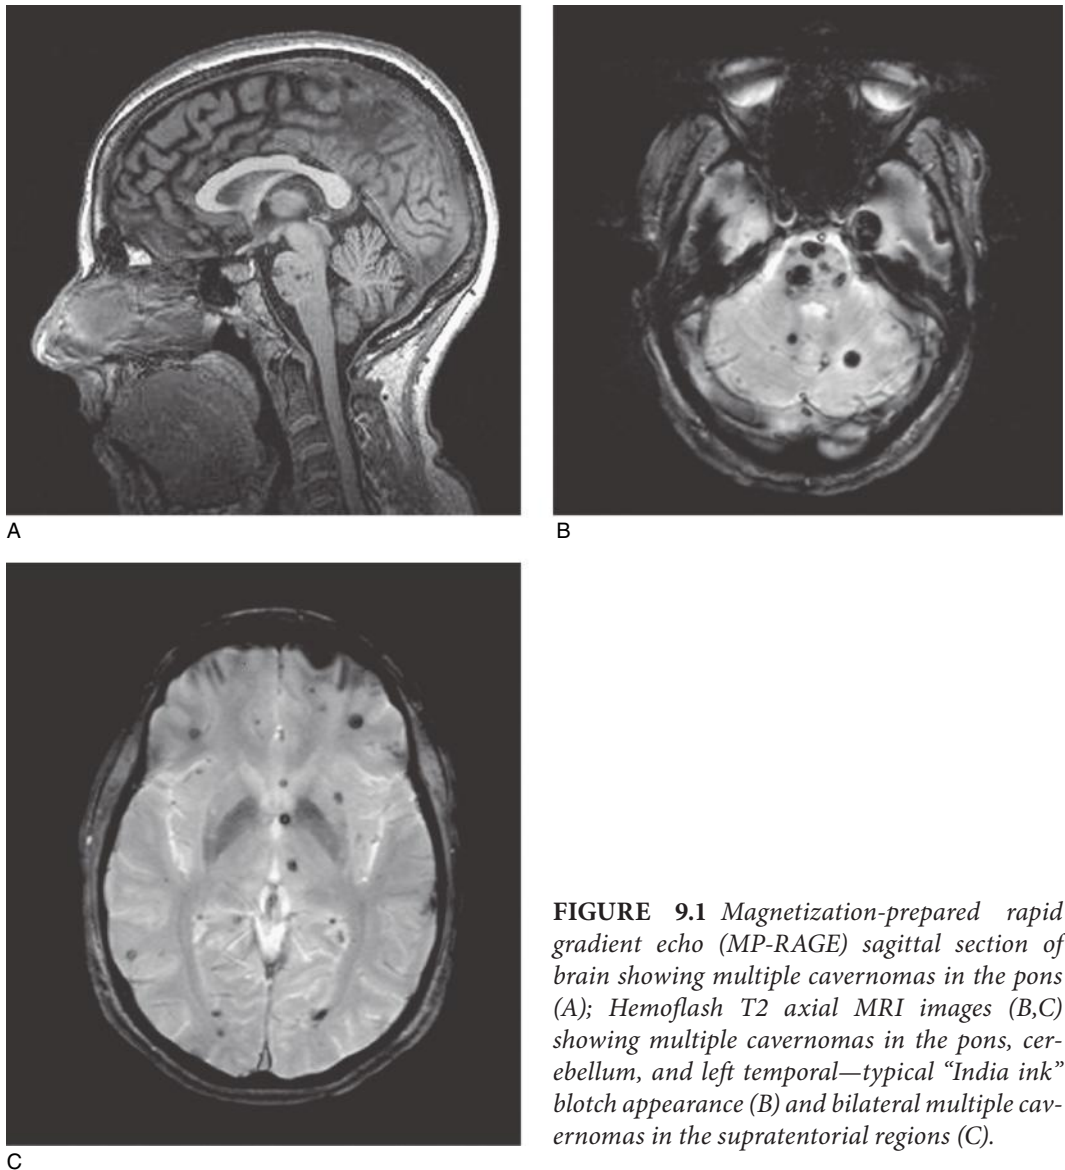 A
B
C
FIGURE 9.1 Magnetization-prepared rapid
gradient echo (MP-RAGE) sagittal section of
brain showing multiple cavernomas in the pons
(A); Hemoflash T2 axial MRI images (B,C)
showing multiple cavernomas in the pons, cer-
ebellum, and left temporal—typical “India ink”
blotch appearance (B) and bilateral multiple cav-
ernomas in the supratentorial regions (C).